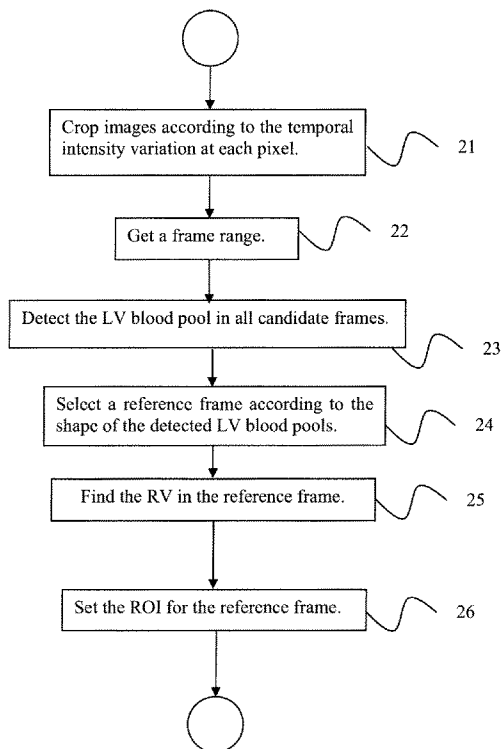 Crop images according to the temporal
intensity variation at each pixel.
21
Get a frame range.
22
Detect the LV blood pool in all candidate frames.
23
Select a reference frame according to the
shape of the detected LV blood pools.
24
Find the RV in the reference frame.
25
Set the ROI for the reference frame.
26